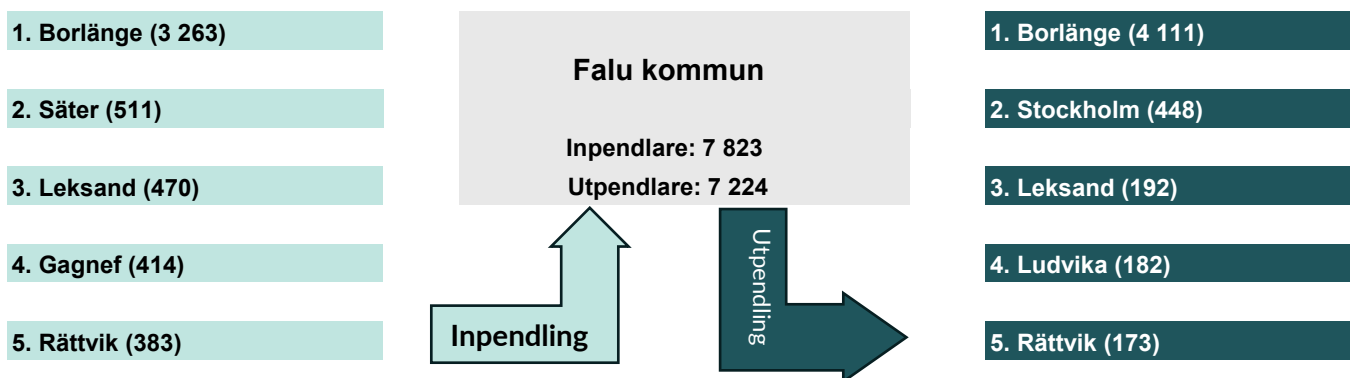 1. Borlänge (3 263)
2. Säter (511)
3. Leksand (470)
4. Gagnef (414)
5. Rättvik (383)
Falu kommun
Inpendlare: 7 823
Utpendlare: 7 224
Inpendling
Utpendling
1. Borlänge (4 111)
2. Stockholm (448)
3. Leksand (192)
4. Ludvika (182)
5. Rättvik (173)